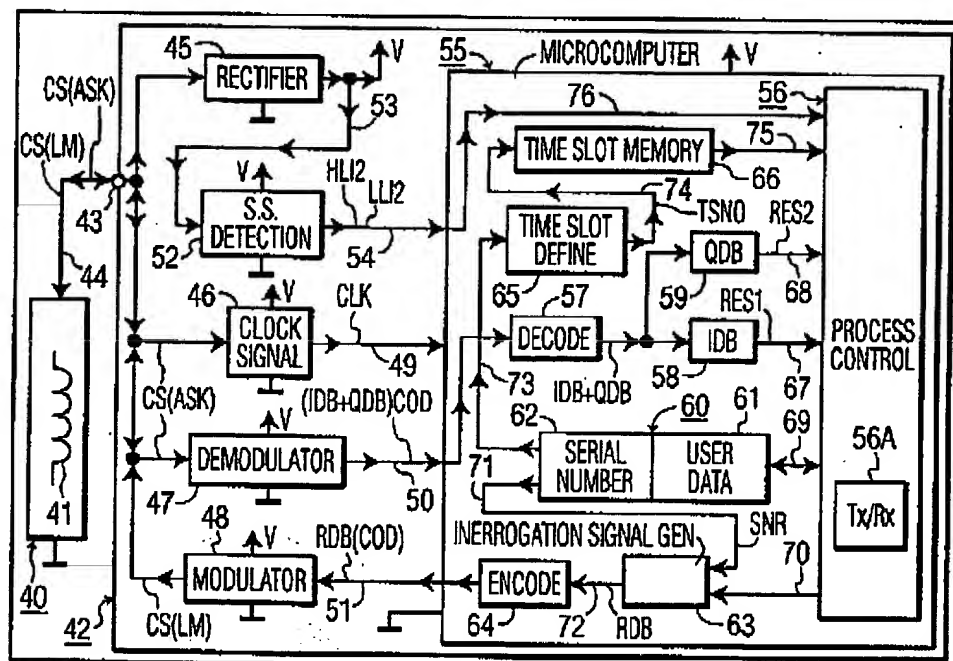 45
RECTIFIER
V
55
MICROCOMPUTER
V
56
CS(ASK)
CS(LM)
53
76
TIME SLOT MEMORY
75
66
43
V
HLI2
LLI2
74
TSN0
S.S.
DETECTION
52
54
TIME SLOT
DEFINE
65
RES2
QDB
59
68
44
46
V
CLK
CLOCK
SIGNAL
49
57
DECODE
RES1
IDB
58
67
PROCESS
CONTROL
73
IDB+QDB
CS(ASK)
V
(IDB+QDB)COD
62
60
61
69
DEMODULATOR
47
50
71
SERIAL
NUMBER
USER
DATA
56A
Tx/Rx
41
48
V
RDB(COD)
INERROGATION SIGNAL GEN
SNR
70
MODULATOR
51
ENCODE
64
72
RDB
63
40
42
CS(LM)